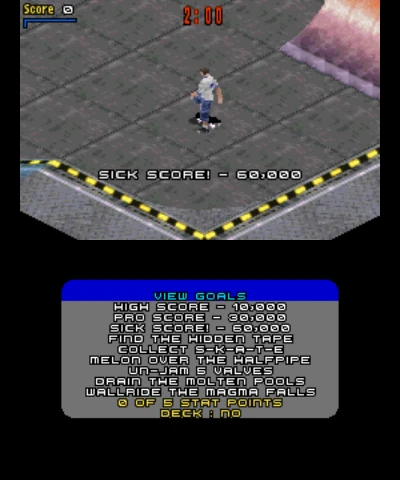 Score 0
2:00
SICK SCORE! - 60,000
VIEW GOALS
HIGH SCORE - 10,000
PRO SCORE - 30,000
SICK SCORE! - 60,000
FIND THE HIDDEN TAPE
COLLECT S-K-A-T-E
MELON OVER THE HALFPIPE
UN-JAM 5 VALVES
DRAIN THE MOLTEN POOLS
WALLRIDE THE MAGMA FALLS
0 OF 5 STAT POINTS
DECK : NO